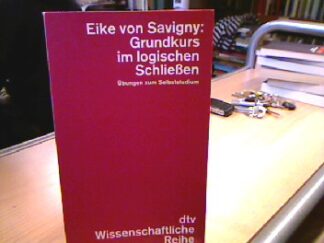 Eike von Savigny:
Grundkurs
im logischen
Schließen
Übungen zum Selbststudium
dtv
Wissenschaftliche
Reihe